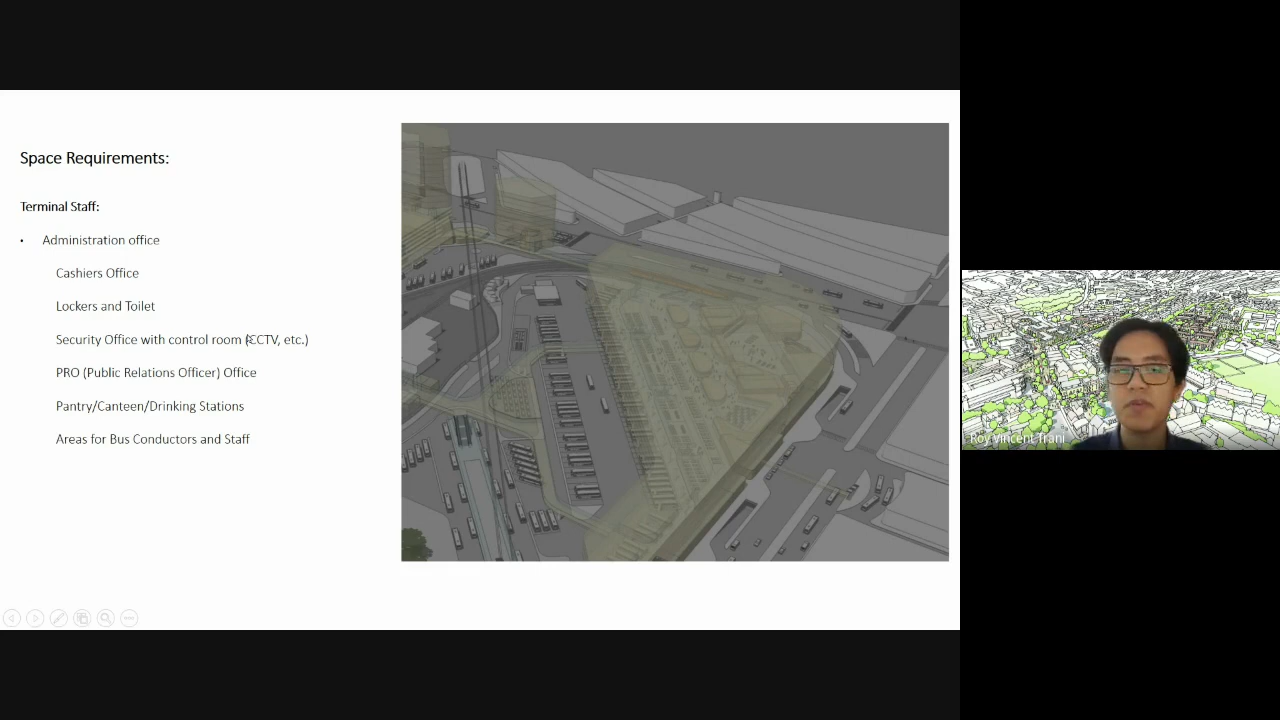 Space Requirements:
Terminal Staff:
• Administration office
Cashiers Office
Lockers and Toilet
Security Office with control room (CCTV, etc.)
PRO (Public Relations Officer) Office
Pantry/Canteen/Drinking Stations
Areas for Bus Conductors and Staff
Roy Vincent Trani